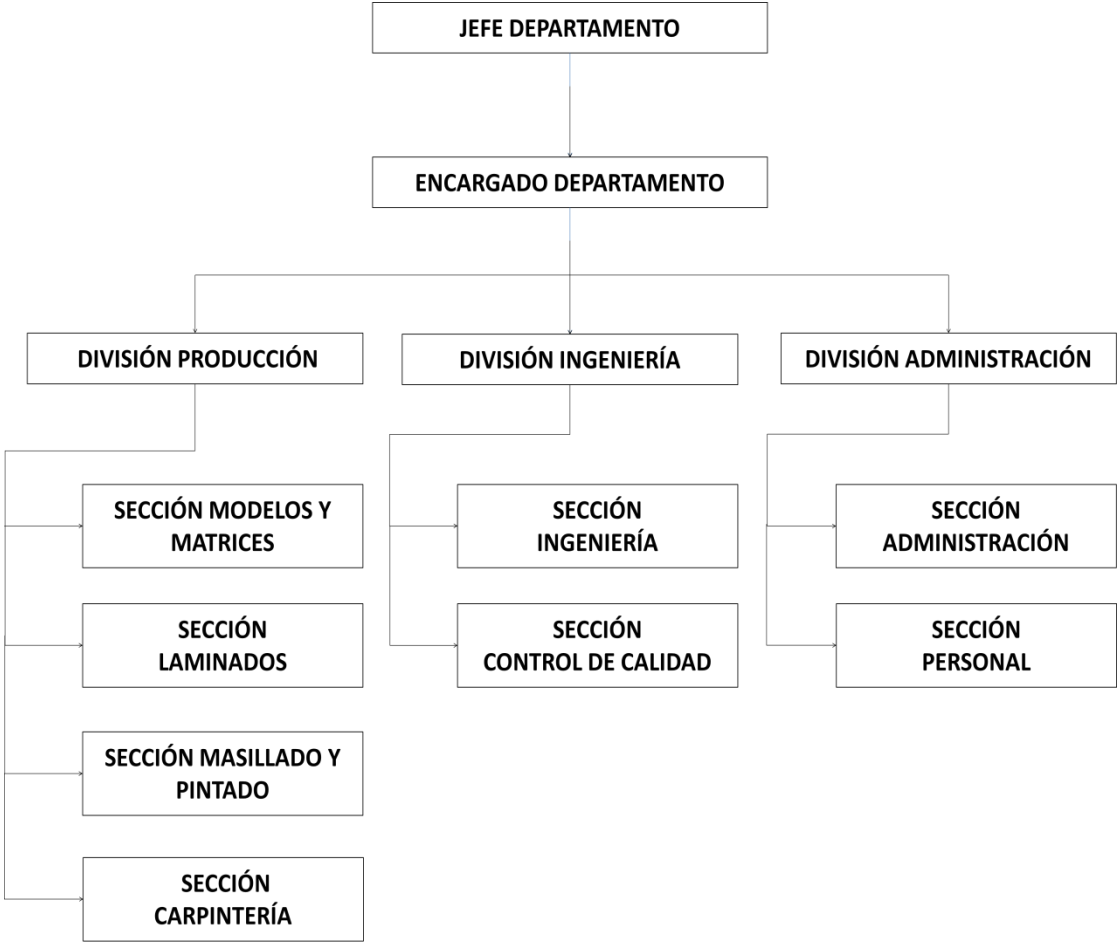 JEFE DEPARTAMENTO
ENCARGADO DEPARTAMENTO
DIVISIÓN PRODUCCIÓN
DIVISIÓN INGENIERÍA
DIVISIÓN ADMINISTRACIÓN
SECCIÓN MODELOS Y
MATRICES
SECCIÓN
LAMINADOS
SECCIÓN MASILLADO Y
PINTADO
SECCIÓN
CARPINTERÍA
SECCIÓN
INGENIERÍA
SECCIÓN
CONTROL DE CALIDAD
SECCIÓN
ADMINISTRACIÓN
SECCIÓN
PERSONAL